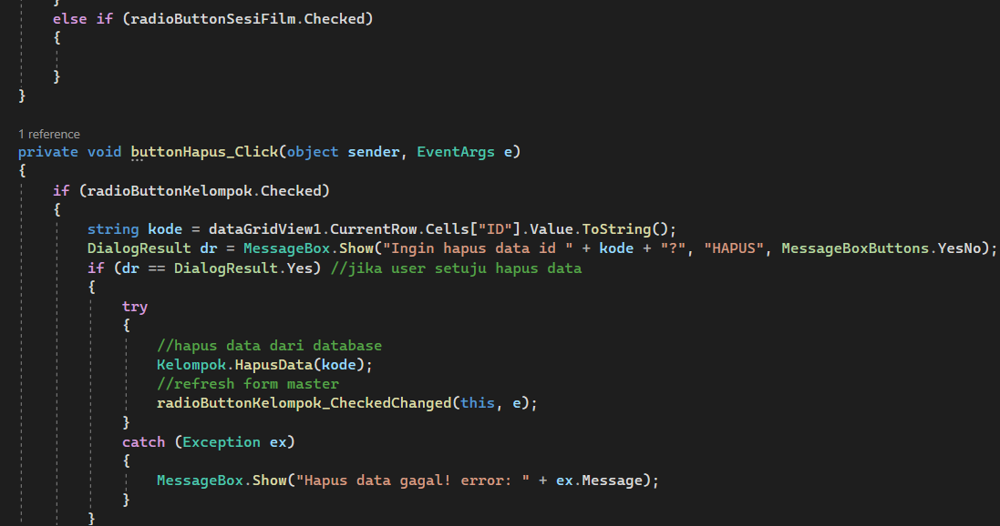 }
else if (radioButtonSesiFilm.Checked)
{
}
}
1 reference
private void buttonHapus_Click(object sender, EventArgs e)
{
if (radioButtonKelompok.Checked)
{
string kode = dataGridView1.CurrentRow.Cells["ID"].Value.ToString();
DialogResult dr = MessageBox.Show("Ingin hapus data id " + kode + "?", "HAPUS", MessageBoxButtons.YesNo);
if (dr == DialogResult.Yes) //jika user setuju hapus data
{
try
{
//hapus data dari database
Kelompok.HapusData(kode);
//refresh form master
radioButtonKelompok_CheckedChanged(this, e);
}
catch (Exception ex)
{
MessageBox.Show("Hapus data gagal! error: " + ex.Message);
}
}